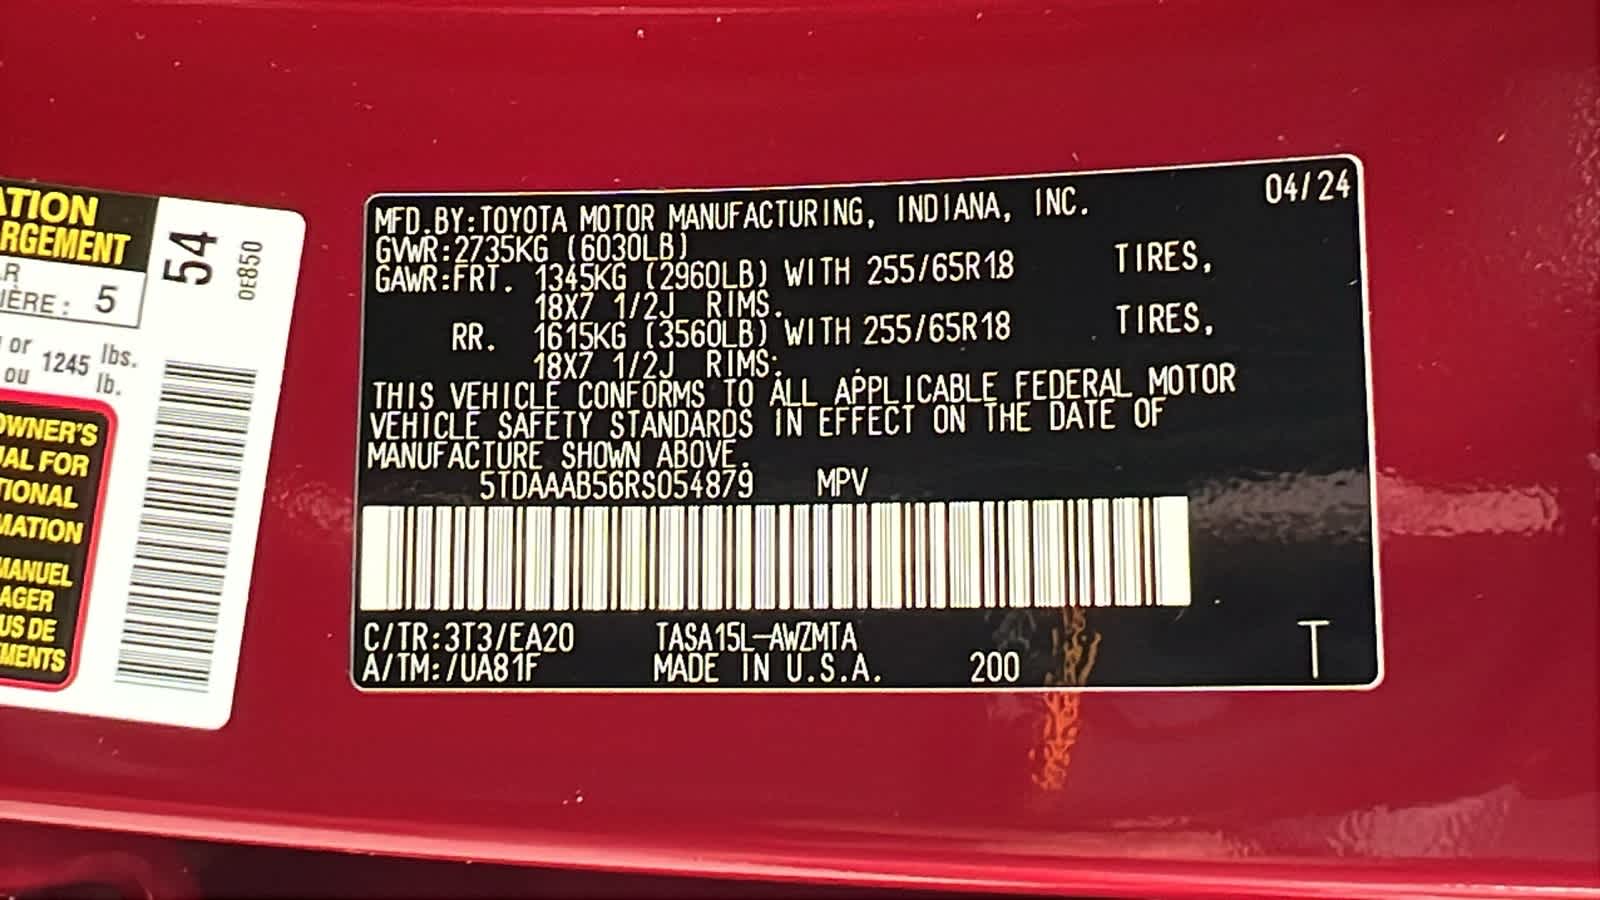 ATION
RGEMENT
AR
IÈRE: 5
or 1245 lbs.
ou lb.
OWNER'S
UAL FOR
TIONAL
MATION
MANUEL
AGER
US DE
EMENTS
54
0E850
MFD.BY:TOYOTA MOTOR MANUFACTURING, INDIANA, INC. 04/24
GVWR:2735KG (6030LB)
GAWR:FRT. 1345KG (2960LB) WITH 255/65R18 TIRES,
18X7 1/2J RIMS.
RR. 1615KG (3560LB) WITH 255/65R18 TIRES,
18X7 1/2J RIMS.
THIS VEHICLE CONFORMS TO ALL APPLICABLE FEDERAL MOTOR
VEHICLE SAFETY STANDARDS IN EFFECT ON THE DATE OF
MANUFACTURE SHOWN ABOVE.
5TDAAAB56RS054879 MPV
C/TR:3T3/EA20 TASA15L-AWZMTA
A/TM:/UA81F MADE IN U.S.A. 200 T